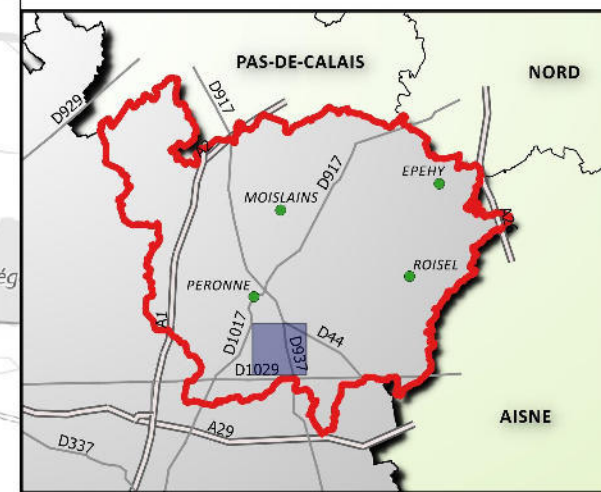 PAS-DE-CALAIS
NORD
D929
D917
A2
D917
EPEHY
MOISLAINS
ROISEL
PERONNE
A1
D1017
D44
D937
D1029
AISNE
A29
D337